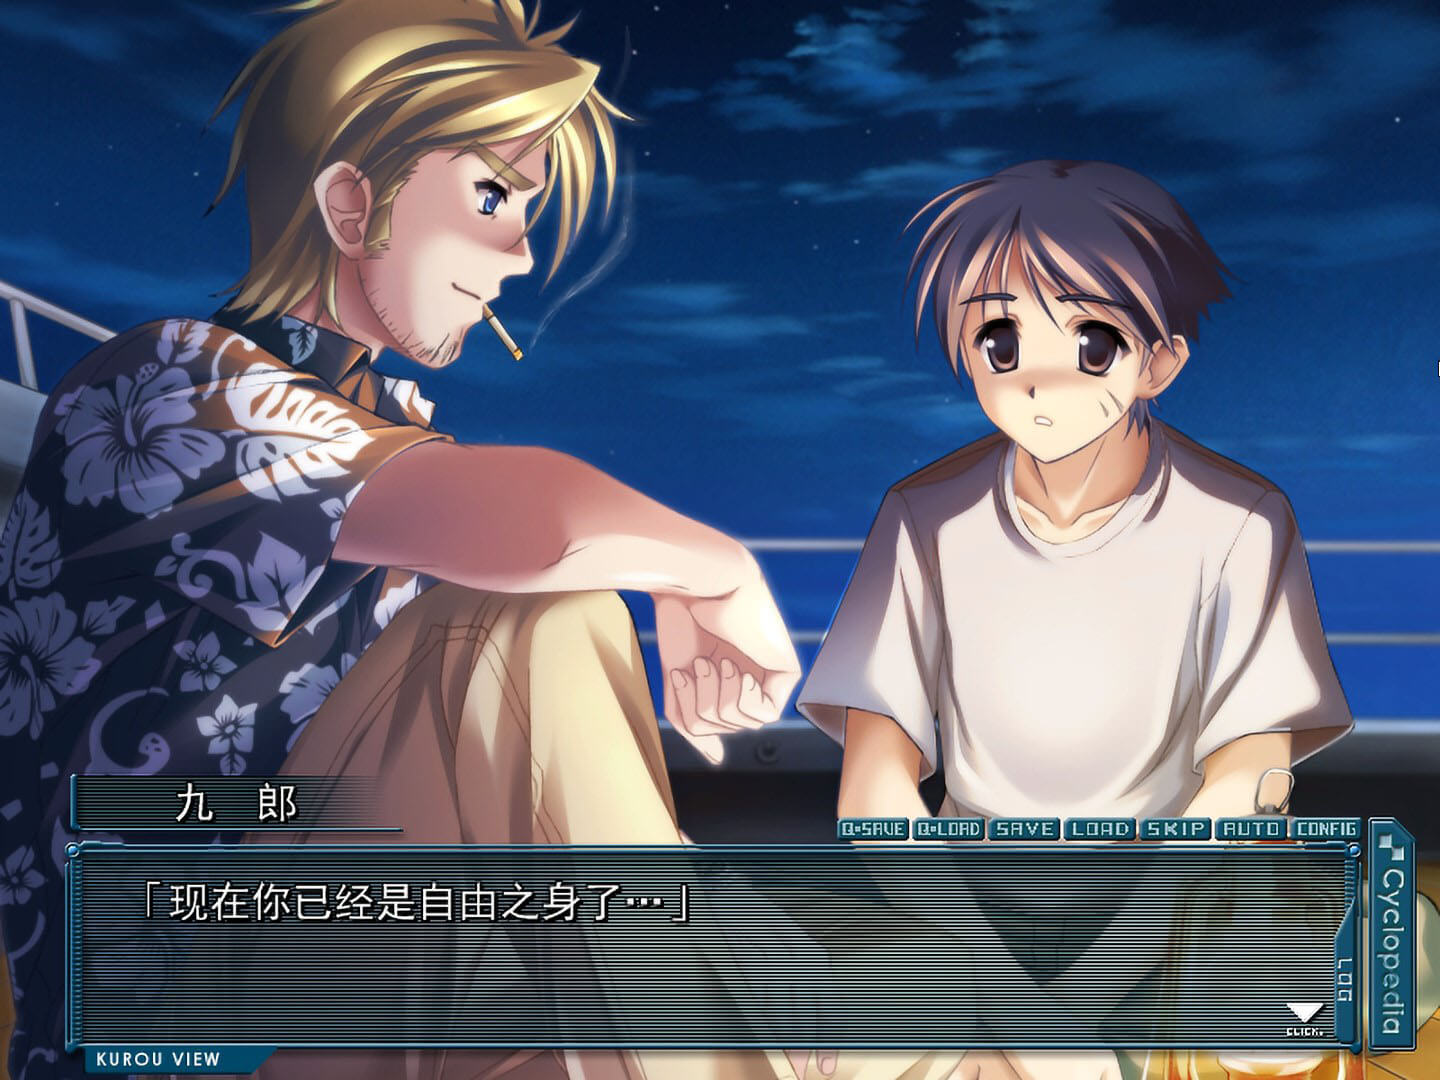 九　郎
Q-SAVE Q-LOAD SAVE LOAD SKIP AUTO CONFIG
「现在你已经是自由之身了…」
Cyclopedia
LOG
CLICK.
KUROU VIEW